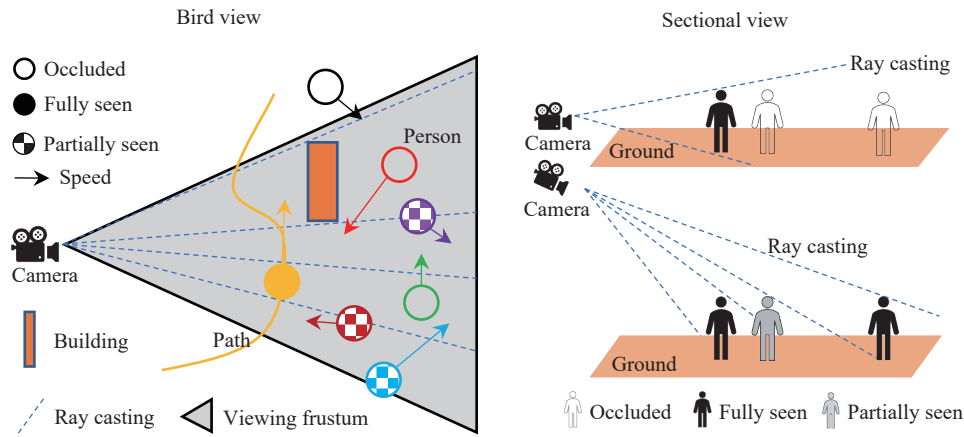 Bird view
Occluded
Fully seen
Partially seen
Speed
Person
Camera
Building
Path
Ray casting
Viewing frustum
Sectional view
Ray casting
Camera
Ground
Camera
Ray casting
Ground
Occluded
Fully seen
Partially seen